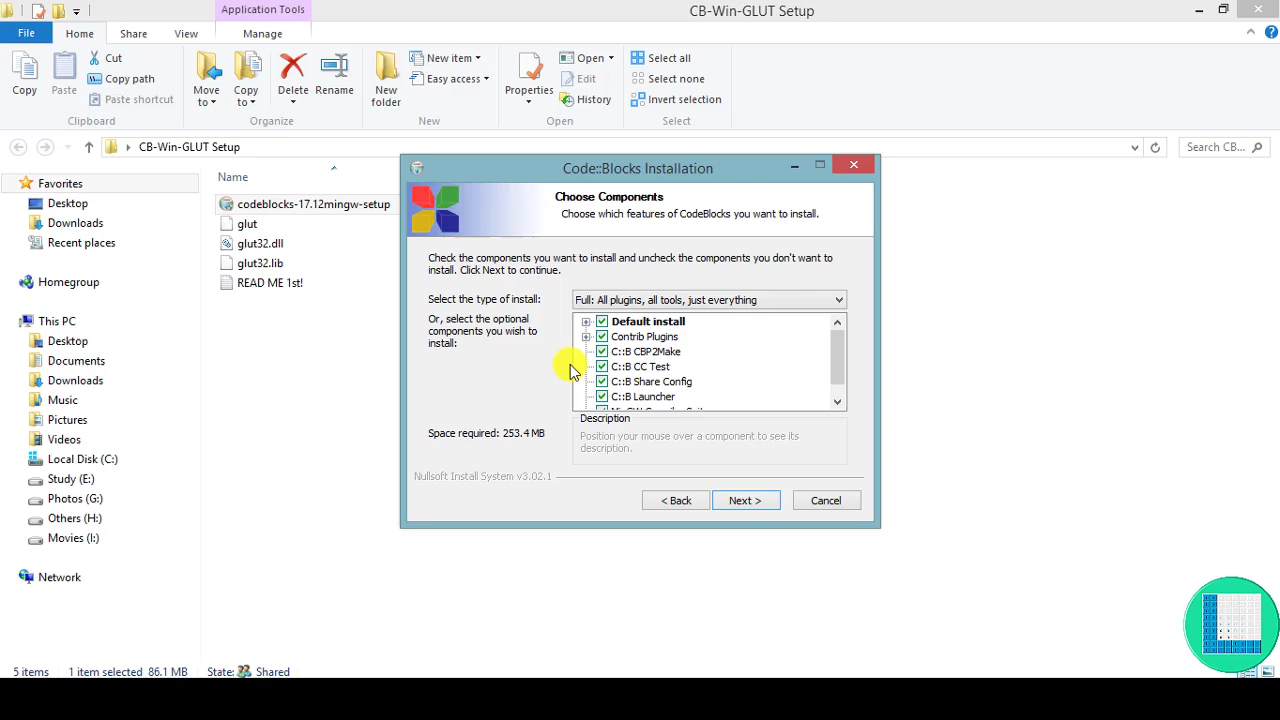 Application Tools
CB-Win-GLUT Setup
File
Home
Share
View
Manage
Copy
Paste
Cut
Copy path
Paste shortcut
Clipboard
Move to
Copy to
Delete
Rename
Organize
New folder
New item
Easy access
New
Properties
Open
Edit
History
Open
Select all
Select none
Invert selection
Select
CB-Win-GLUT Setup
Search CB...
Favorites
Desktop
Downloads
Recent places
Homegroup
This PC
Desktop
Documents
Downloads
Music
Pictures
Videos
Local Disk (C:)
Study (E:)
Photos (G:)
Others (H:)
Movies (I:)
Network
Name
codeblocks-17.12mingw-setup
glut
glut32.dll
glut32.lib
READ ME 1st!
Code::Blocks Installation
Choose Components
Choose which features of CodeBlocks you want to install.
Check the components you want to install and uncheck the components you don't want to
install. Click Next to continue.
Select the type of install:
Full: All plugins, all tools, just everything
Or, select the optional
components you wish to
install:
Default install
Contrib Plugins
C::B CBP2Make
C::B CC Test
C::B Share Config
C::B Launcher
Space required: 253.4 MB
Description
Position your mouse over a component to see its
description.
Nullsoft Install System v3.02.1
< Back
Next >
Cancel
5 items
1 item selected 86.1 MB
State: Shared